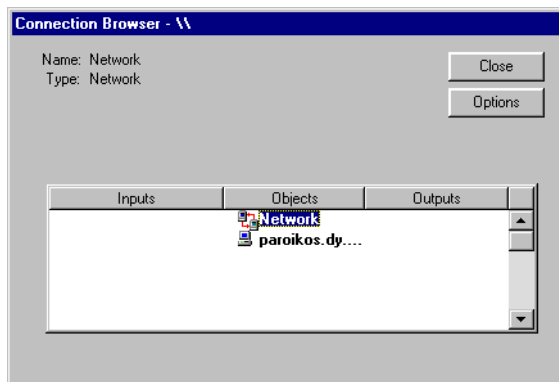 Connection Browser - \\
Name: Network
Type: Network
Close
Options
Inputs Objects Outputs
Network
paroikos.dy....